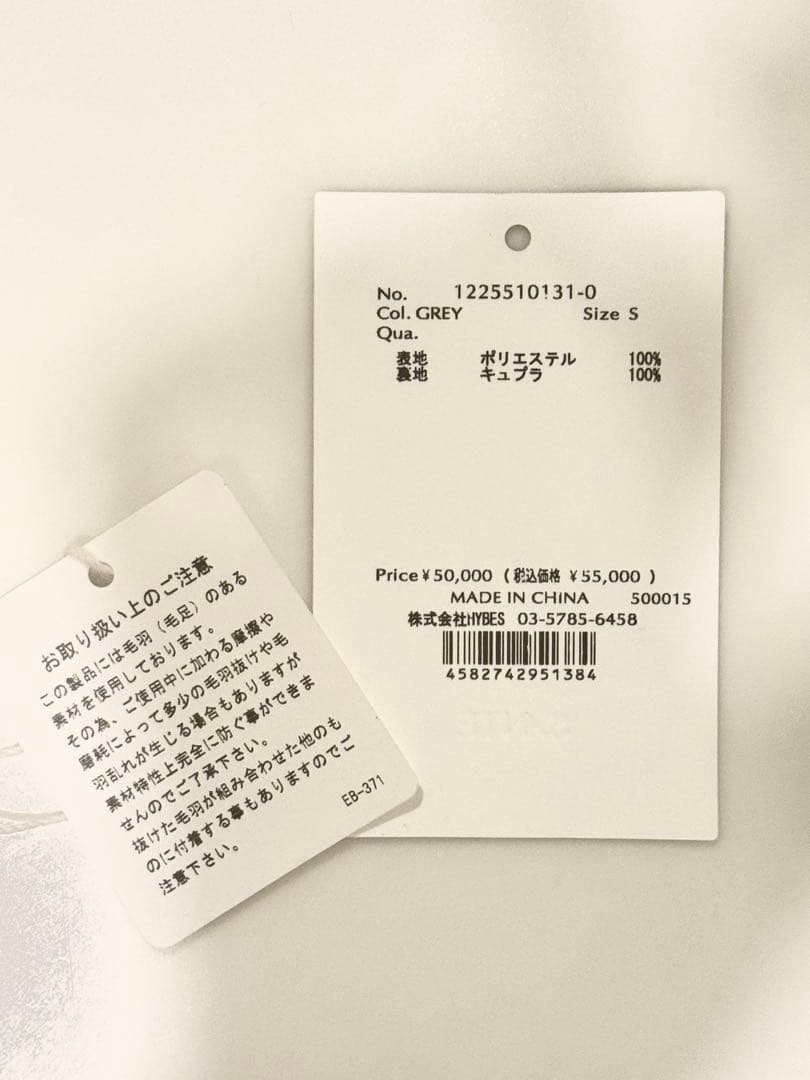 No. 1225510131-0
Col. GREY Size S
Qua.
表地 ポリエステル 100%
裏地 キュプラ 100%
Price ¥50,000 ( 税込価格 ¥55,000 )
MADE IN CHINA 500015
株式会社HYBES 03-5785-6458
4582742951384
お取り扱い上のご注意
この製品には毛羽（毛足）のある
素材を使用しております。
その為、ご使用中に加わる摩擦や
磨耗によって多少の毛羽抜けや毛
羽乱れが生じる場合もありますが
素材特性上完全に防ぐ事ができま
せんのでご了承下さい。
抜けた毛羽が組み合わせた他のも
のに付着する事もありますのでご
注意下さい。
EB-371